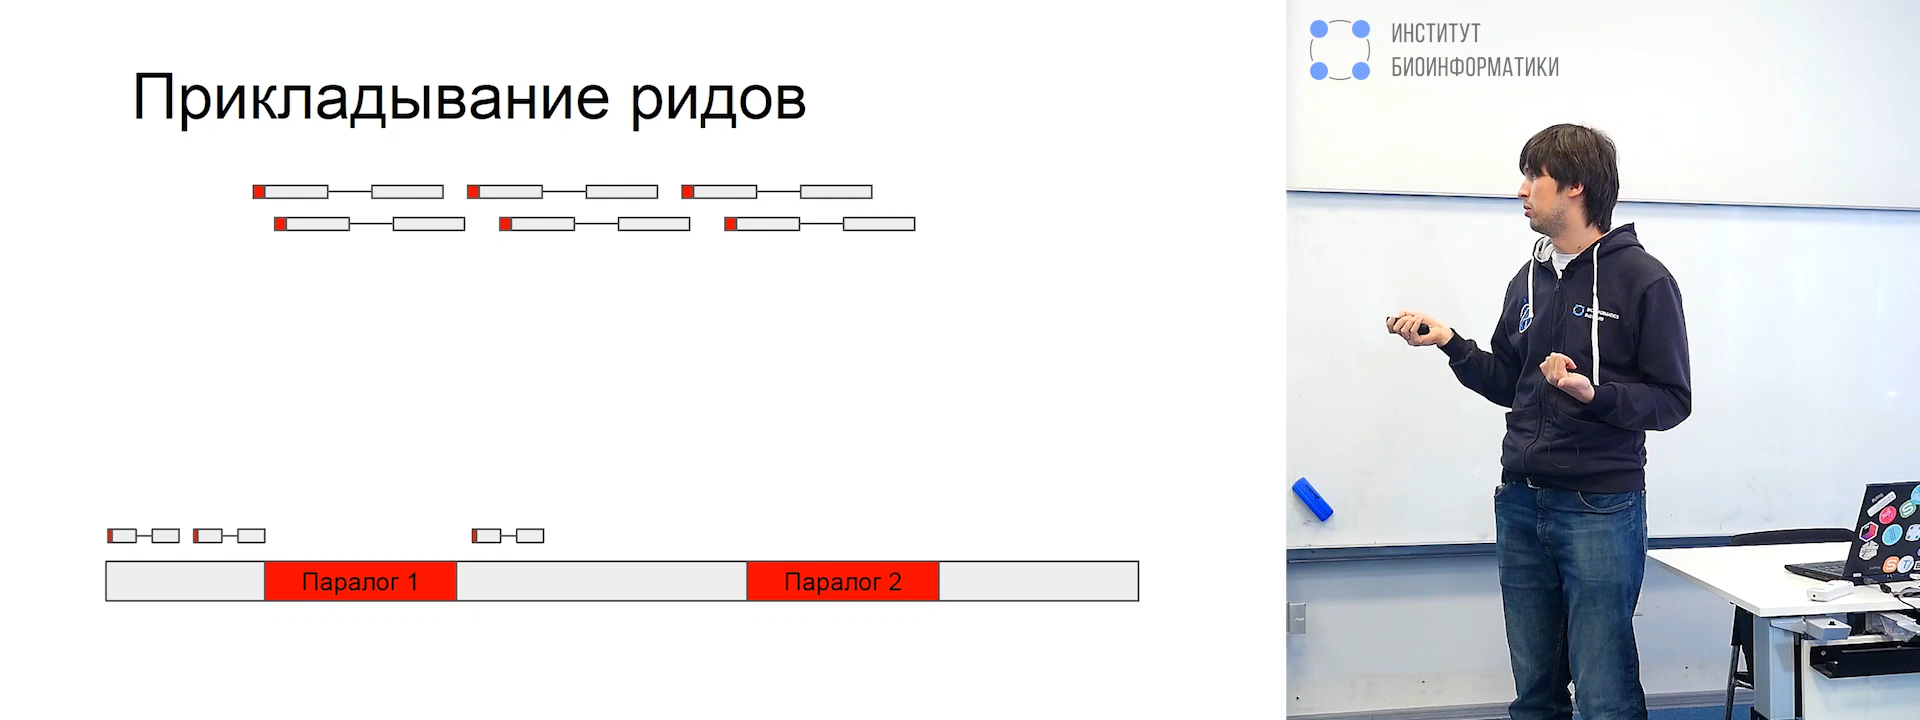 Прикладывание ридов
Паралог 1
Паралог 2
ИНСТИТУТ
БИОИНФОРМАТИКИ